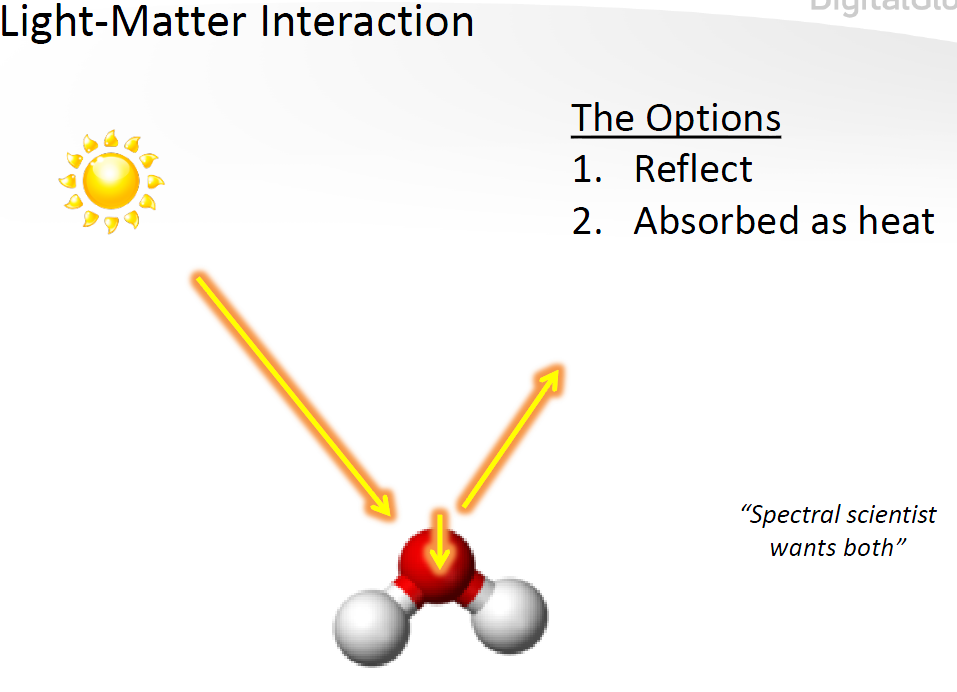 Light-Matter Interaction
The Options
1. Reflect
2. Absorbed as heat
“Spectral scientist
wants both”